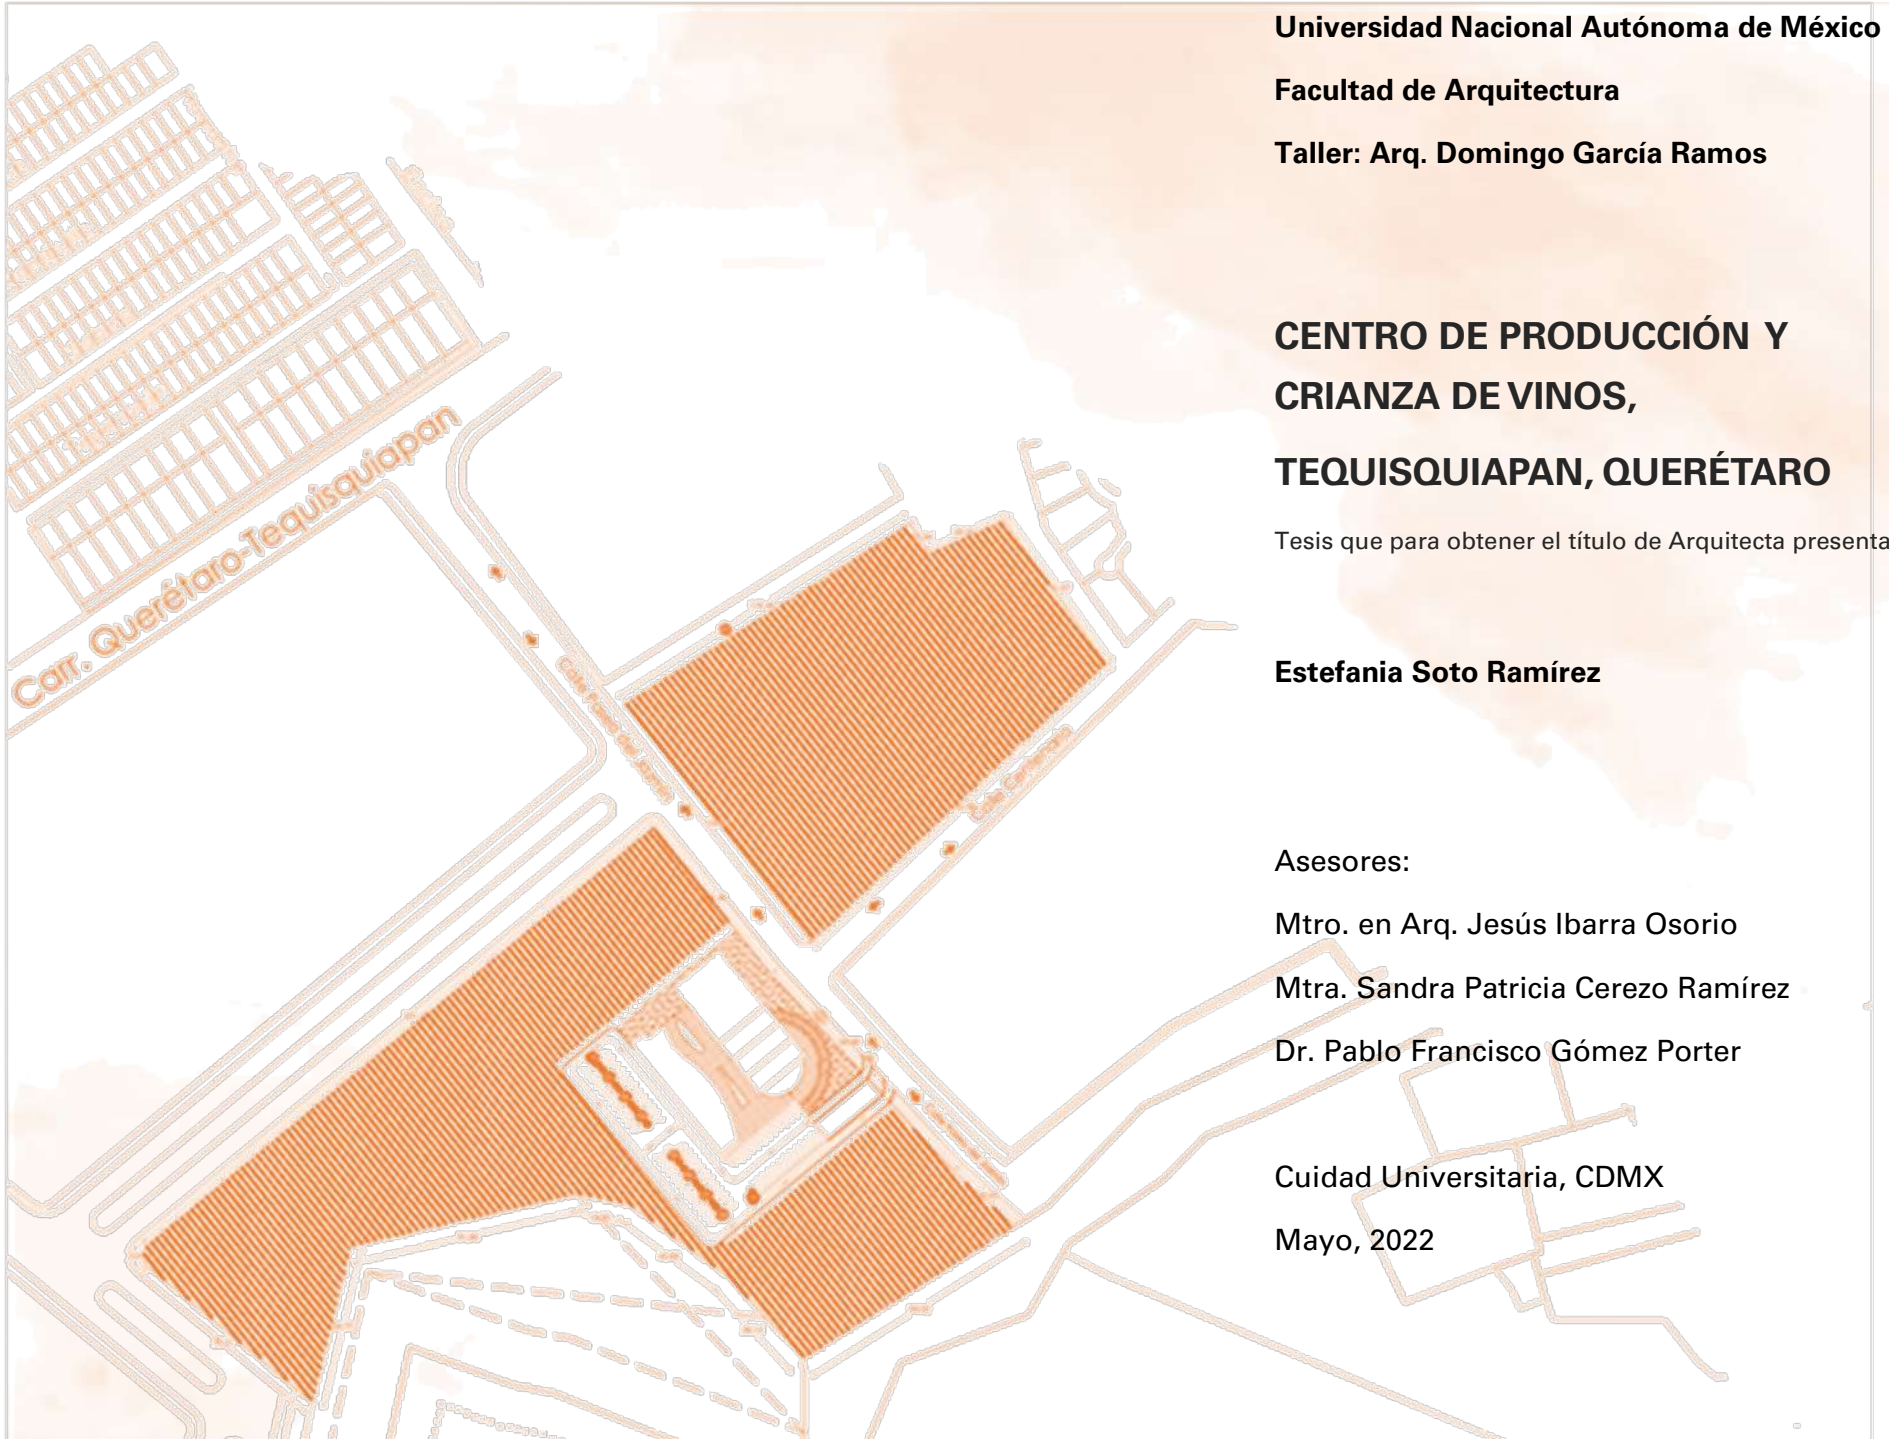 Universidad Nacional Autónoma de México
Facultad de Arquitectura
Taller: Arq. Domingo García Ramos
CENTRO DE PRODUCCIÓN Y
CRIANZA DE VINOS,
TEQUISQUIAPAN, QUERÉTARO
Tesis que para obtener el título de Arquitecta presenta
Estefania Soto Ramírez
Asesores:
Mtro. en Arq. Jesús Ibarra Osorio
Mtra. Sandra Patricia Cerezo Ramírez
Dr. Pablo Francisco Gómez Porter
Cuidad Universitaria, CDMX
Mayo, 2022
Carr. Querétaro-Tequisquiapan